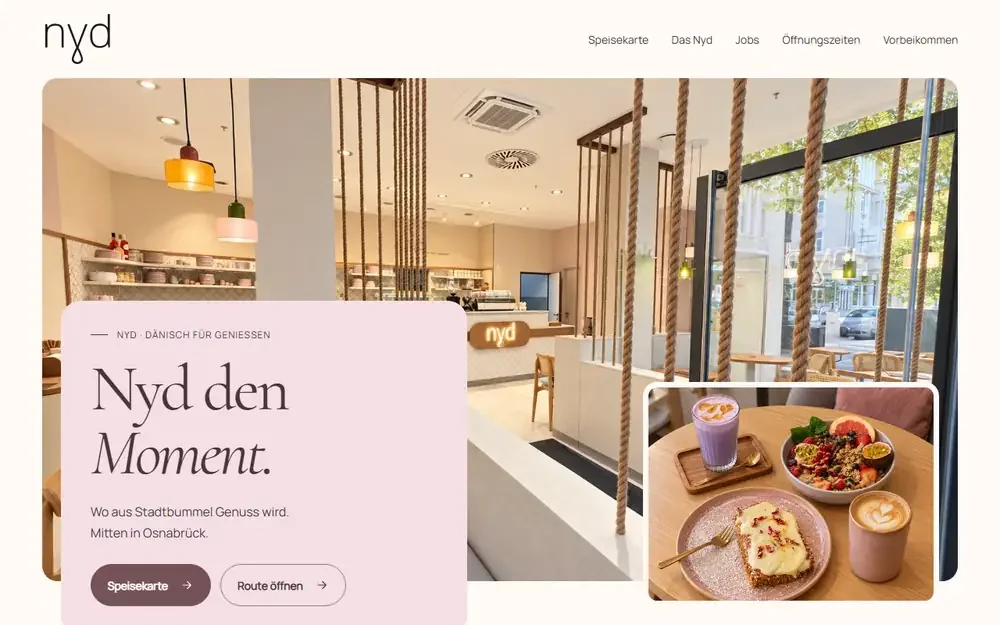 nyd
Speisekarte
Das Nyd
Jobs
Öffnungszeiten
Vorbeikommen
nyd
NYD · DÄNISCH FÜR GENIESSEN
Nyd den
Moment.
Wo aus Stadtbummel Genuss wird.
Mitten in Osnabrück.
Speisekarte →
Route öffnen →